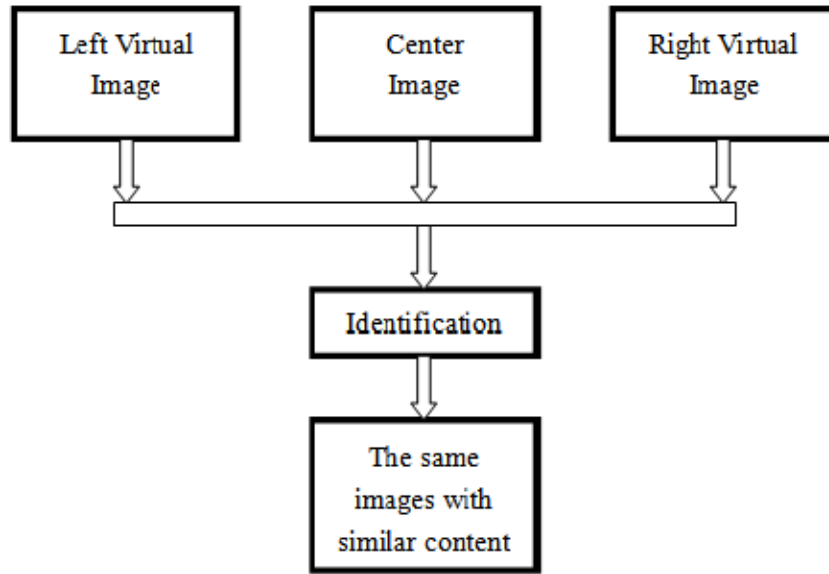 Left Virtual
Image
Center
Image
Right Virtual
Image
Identification
The same
images with
similar content